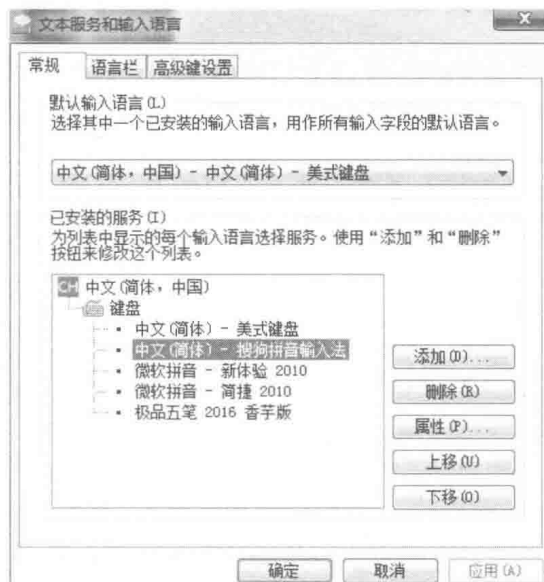 文本服务和输入语言
常规 语言栏 高级键设置
默认输入语言(L)
选择其中一个已安装的输入语言，用作所有输入字段的默认语言。
中文(简体，中国) - 中文(简体) - 美式键盘
已安装的服务(I)
为列表中显示的每个输入语言选择服务。使用“添加”和“删除”
按钮来修改这个列表。
CH 中文(简体，中国)
键盘
• 中文(简体) - 美式键盘
• 中文(简体) - 搜狗拼音输入法
• 微软拼音 - 新体验 2010
• 微软拼音 - 简捷 2010
• 极品五笔 2016 香芋版
添加(D)...
删除(R)
属性(P)...
上移(U)
下移(O)
确定 取消 应用(A)